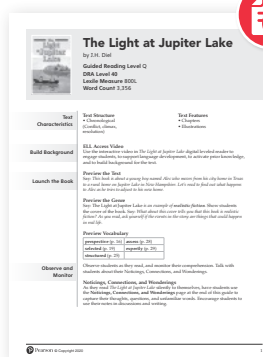 The Light at
Jupiter Lake
The Light at Jupiter Lake
by J.H. Diel
Guided Reading Level Q
DRA Level 40
Lexile Measure 800L
Word Count 3,356
Text
Characteristics
Text Structure
• Chronological
(Conflict, climax,
resolution)
Text Features
• Chapters
• Illustrations
Build Background
ELL Access Video
Use the interactive video in The Light at Jupiter Lake digital leveled reader to
engage students, to support language development, to activate prior knowledge,
and to build background for the text.
Launch the Book
Preview the Text
Say: This book is about a young boy named Alex who moves from his city home in Texas
to a rural home on Jupiter Lake in New Hampshire. Let's read to find out what happens
to Alex as he tries to adjust to his new home.
Preview the Genre
Say: The Light at Jupiter Lake is an example of realistic fiction. Show students
the cover of the book. Say: What about this cover tells you that this book is realistic
fiction? As you read, ask yourself if the events in the story are things that could happen
in real life.
Preview Vocabulary
perspective (p. 16) access (p. 28)
selected (p. 19) expertly (p. 29)
structured (p. 29)
Observe and
Monitor
Observe students as they read, and monitor their comprehension. Talk with
students about their Noticings, Connections, and Wonderings.
Noticings, Connections, and Wonderings
As they read The Light at Jupiter Lake silently to themselves, have students use
the Noticings, Connections, and Wonderings page at the end of this guide to
capture their thoughts, questions, and unfamiliar words. Encourage students to
use their notes in discussions and writing.
Pearson © Copyright 2020
1